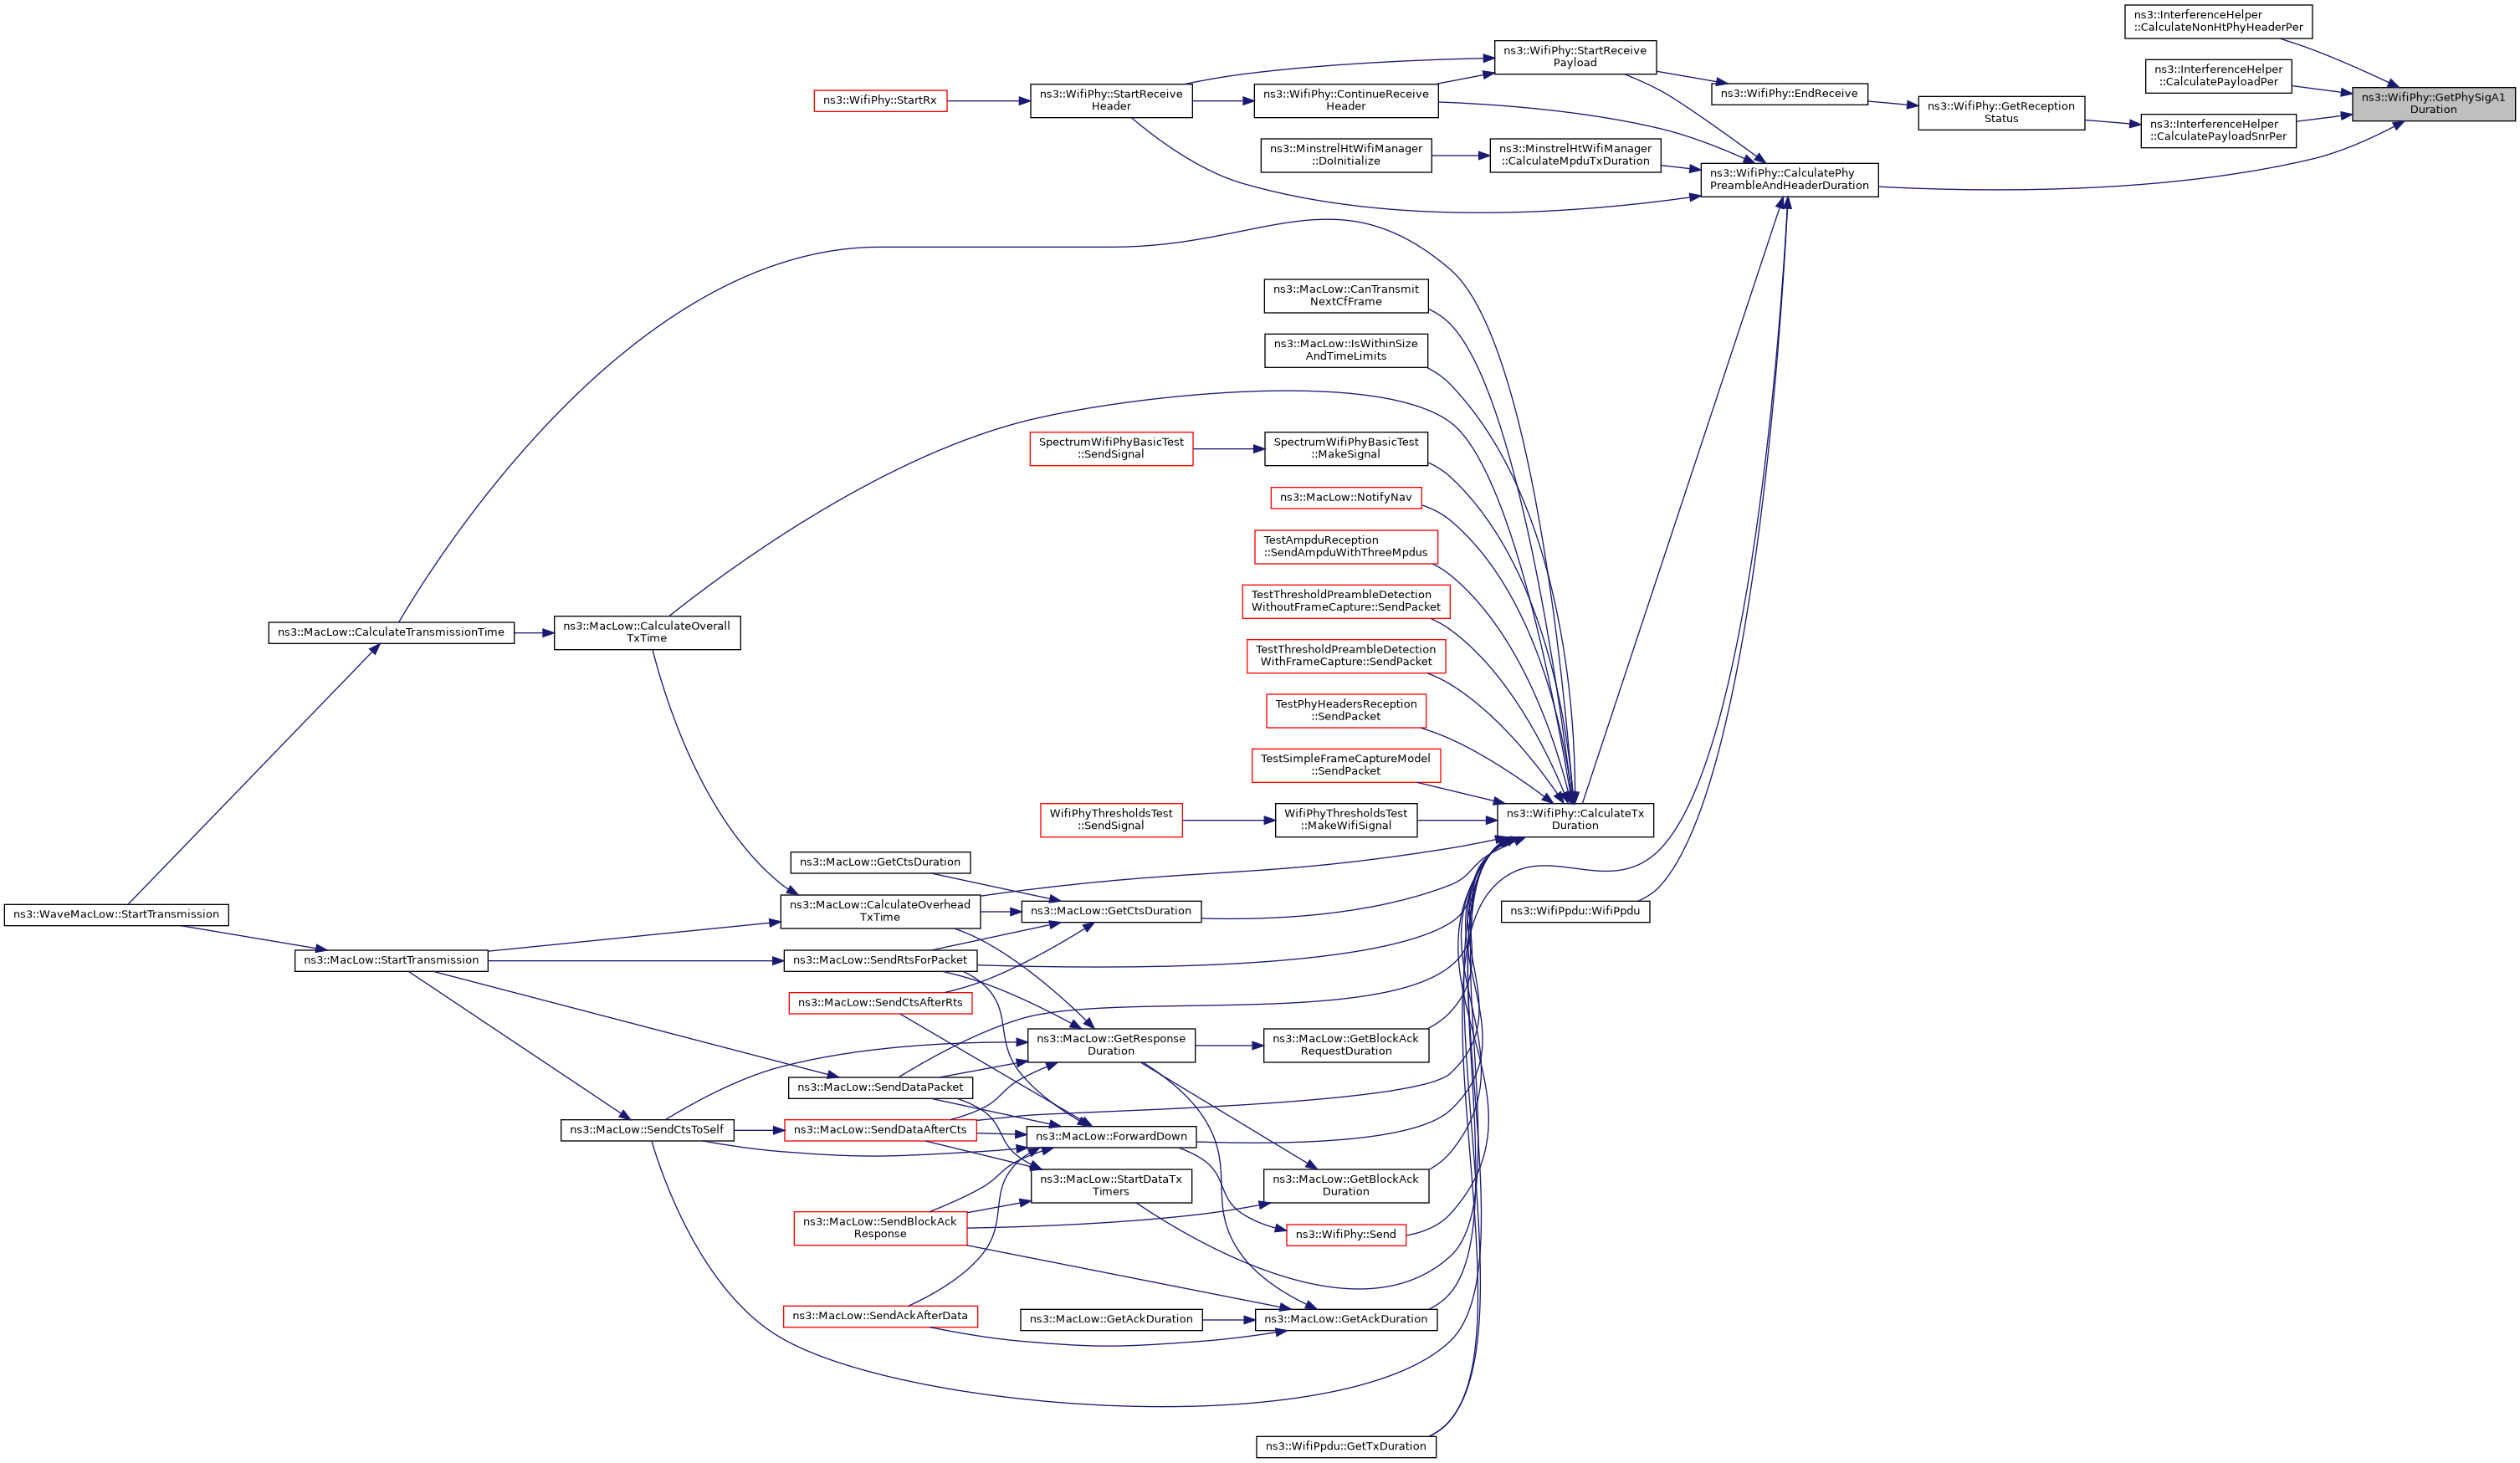 ns3::InterferenceHelper
::CalculateNonHtPhyHeaderPer
ns3::WifiPhy::StartReceive
Payload
ns3::InterferenceHelper
::CalculatePayloadPer
ns3::WifiPhy::GetPhySigA1
Duration
ns3::WifiPhy::StartRx
ns3::WifiPhy::StartReceive
Header
ns3::WifiPhy::ContinueReceive
Header
ns3::WifiPhy::EndReceive
ns3::WifiPhy::GetReception
Status
ns3::InterferenceHelper
::CalculatePayloadSnrPer
ns3::MinstrelHtWifiManager
::DoInitialize
ns3::MinstrelHtWifiManager
::CalculateMpduTxDuration
ns3::WifiPhy::CalculatePhy
PreambleAndHeaderDuration
ns3::MacLow::CanTransmit
NextCfFrame
ns3::MacLow::IsWithinSize
AndTimeLimits
SpectrumWifiPhyBasicTest
::SendSignal
SpectrumWifiPhyBasicTest
::MakeSignal
ns3::MacLow::NotifyNav
TestAmpduReception
::SendAmpduWithThreeMpdus
TestThresholdPreambleDetection
WithoutFrameCapture::SendPacket
ns3::MacLow::CalculateTransmissionTime
ns3::MacLow::CalculateOverall
TxTime
TestThresholdPreambleDetection
WithFrameCapture::SendPacket
TestPhyHeadersReception
::SendPacket
TestSimpleFrameCaptureModel
::SendPacket
WifiPhyThresholdsTest
::SendSignal
WifiPhyThresholdsTest
::MakeWifiSignal
ns3::WifiPhy::CalculateTx
Duration
ns3::MacLow::GetCtsDuration
ns3::WaveMacLow::StartTransmission
ns3::MacLow::CalculateOverhead
TxTime
ns3::MacLow::GetCtsDuration
ns3::WifiPpdu::WifiPpdu
ns3::MacLow::StartTransmission
ns3::MacLow::SendRtsForPacket
ns3::MacLow::SendCtsAfterRts
ns3::MacLow::GetResponse
Duration
ns3::MacLow::GetBlockAck
RequestDuration
ns3::MacLow::SendDataPacket
ns3::MacLow::SendCtsToSelf
ns3::MacLow::SendDataAfterCts
ns3::MacLow::ForwardDown
ns3::MacLow::StartDataTx
Timers
ns3::MacLow::GetBlockAck
Duration
ns3::MacLow::SendBlockAck
Response
ns3::WifiPhy::Send
ns3::MacLow::SendAckAfterData
ns3::MacLow::GetAckDuration
ns3::MacLow::GetAckDuration
ns3::WifiPpdu::GetTxDuration